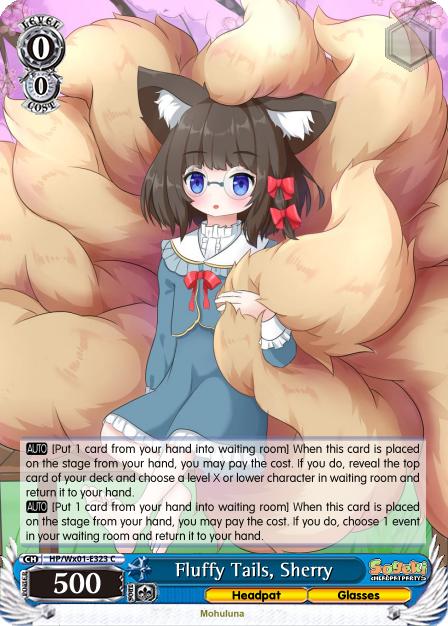 LEVEL
0
0
COST
AUTO [Put 1 card from your hand into waiting room] When this card is placed
on the stage from your hand, you may pay the cost. If you do, reveal the top
card of your deck and choose a level X or lower character in waiting room and
return it to your hand.
AUTO [Put 1 card from your hand into waiting room] When this card is placed
on the stage from your hand, you may pay the cost. If you do, choose 1 event
in your waiting room and return it to your hand.
CH HP/Wx01-E323 C
POWER 500 SOUL Fluffy Tails, Sherry
Sayaki
HEADPAT PARTY
Headpat Glasses
Mohuluna